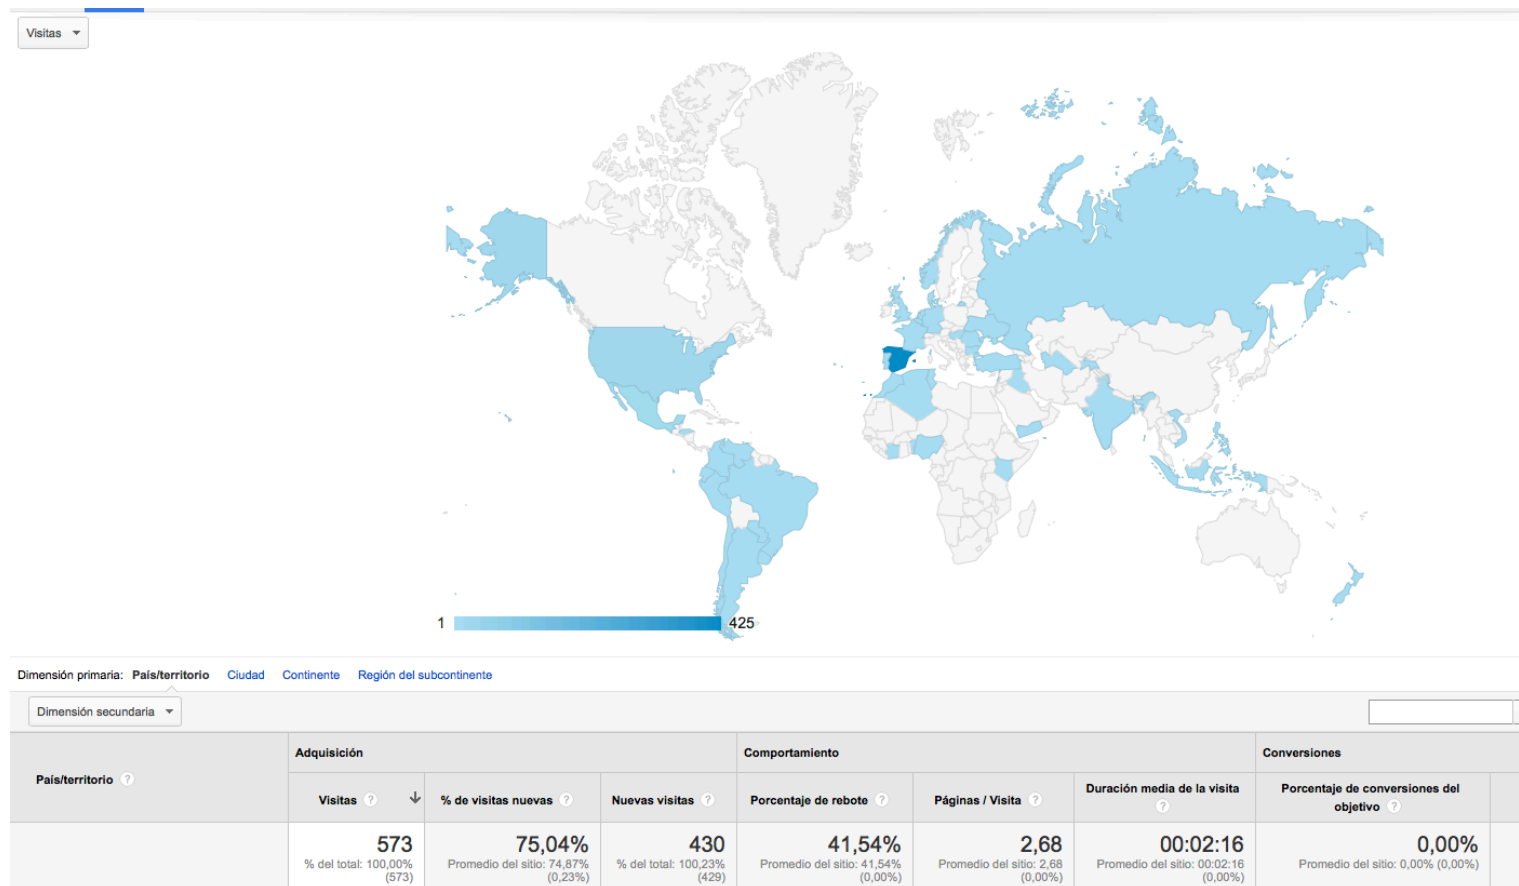 Visitas
1
425
Dimensión primaria: País/territorio Ciudad Continente Región del subcontinente
Dimensión secundaria
País/territorio ?
Adquisición
Comportamiento
Conversiones
Visitas ?
% de visitas nuevas ?
Nuevas visitas ?
Porcentaje de rebote ?
Páginas / Visita ?
Duración media de la visita
?
Porcentaje de conversiones del
objetivo ?
573
% del total: 100,00%
(573)
75,04%
Promedio del sitio: 74,87%
(0,23%)
430
% del total: 100,23%
(429)
41,54%
Promedio del sitio: 41,54%
(0,00%)
2,68
Promedio del sitio: 2,68
(0,00%)
00:02:16
Promedio del sitio: 00:02:16
(0,00%)
0,00%
Promedio del sitio: 0,00% (0,00%)